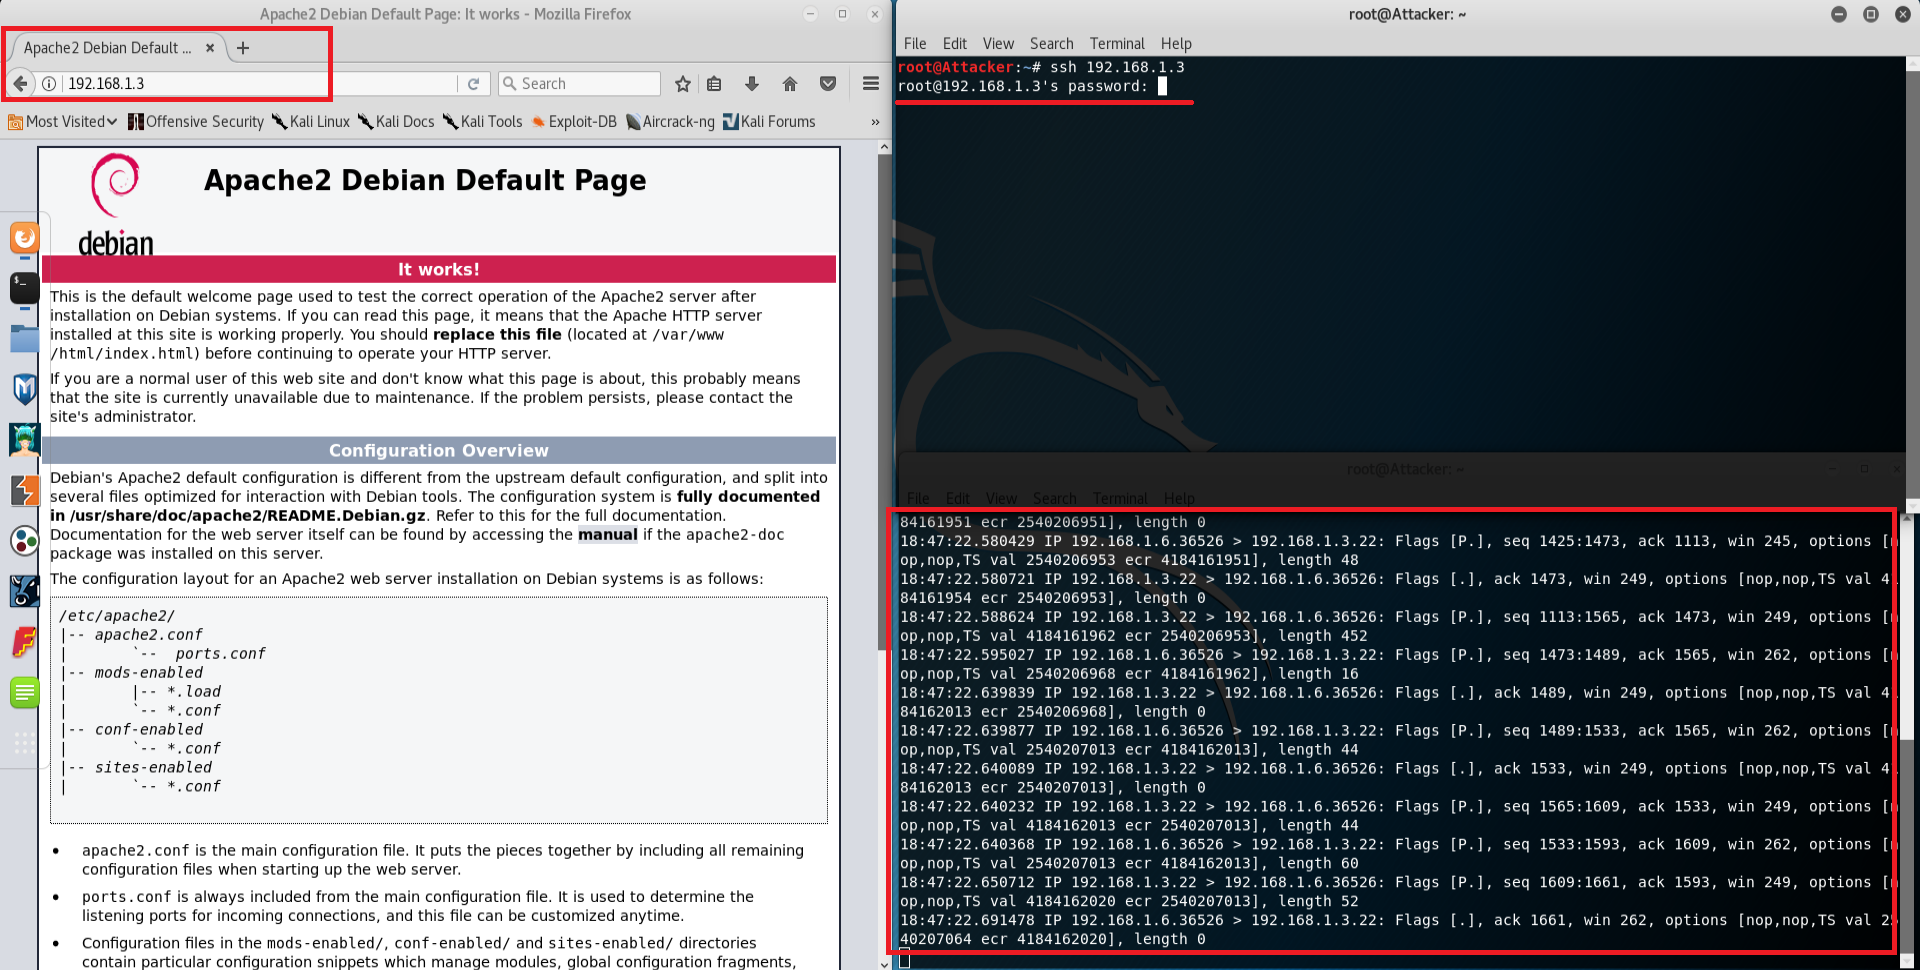 Apache2 Debian Default Page: It works - Mozilla Firefox
Apache2 Debian Default ...
192.168.1.3
Search
Most Visited
Offensive Security
Kali Linux
Kali Docs
Kali Tools
Exploit-DB
Aircrack-ng
Kali Forums
»
debian
Apache2 Debian Default Page
It works!
This is the default welcome page used to test the correct operation of the Apache2 server after
installation on Debian systems. If you can read this page, it means that the Apache HTTP server
installed at this site is working properly. You should replace this file (located at /var/www
/html/index.html) before continuing to operate your HTTP server.
If you are a normal user of this web site and don't know what this page is about, this probably means
that the site is currently unavailable due to maintenance. If the problem persists, please contact the
site's administrator.
Configuration Overview
Debian's Apache2 default configuration is different from the upstream default configuration, and split into
several files optimized for interaction with Debian tools. The configuration system is fully documented
in /usr/share/doc/apache2/README.Debian.gz. Refer to this for the full documentation.
Documentation for the web server itself can be found by accessing the manual if the apache2-doc
package was installed on this server.
The configuration layout for an Apache2 web server installation on Debian systems is as follows:
/etc/apache2/
|-- apache2.conf
|       `--  ports.conf
|-- mods-enabled
|       |-- *.load
|       `-- *.conf
|-- conf-enabled
|       `-- *.conf
|-- sites-enabled
|       `-- *.conf
• apache2.conf is the main configuration file. It puts the pieces together by including all remaining
configuration files when starting up the web server.
• ports.conf is always included from the main configuration file. It is used to determine the
listening ports for incoming connections, and this file can be customized anytime.
• Configuration files in the mods-enabled/, conf-enabled/ and sites-enabled/ directories
contain particular configuration snippets which manage modules, global configuration fragments,
root@Attacker: ~
File Edit View Search Terminal Help
root@Attacker:~# ssh 192.168.1.3
root@192.168.1.3's password:
root@Attacker: ~
File Edit View Search Terminal Help
84161951 ecr 2540206951], length 0
18:47:22.580429 IP 192.168.1.6.36526 > 192.168.1.3.22: Flags [P.], seq 1425:1473, ack 1113, win 245, options [n
op,nop,TS val 2540206953 ecr 4184161951], length 48
18:47:22.580721 IP 192.168.1.3.22 > 192.168.1.6.36526: Flags [.], ack 1473, win 249, options [nop,nop,TS val 41
84161954 ecr 2540206953], length 0
18:47:22.588624 IP 192.168.1.3.22 > 192.168.1.6.36526: Flags [P.], seq 1113:1565, ack 1473, win 249, options [n
op,nop,TS val 4184161962 ecr 2540206953], length 452
18:47:22.595027 IP 192.168.1.6.36526 > 192.168.1.3.22: Flags [P.], seq 1473:1489, ack 1565, win 262, options [n
op,nop,TS val 2540206968 ecr 4184161962], length 16
18:47:22.639839 IP 192.168.1.3.22 > 192.168.1.6.36526: Flags [.], ack 1489, win 249, options [nop,nop,TS val 41
84162013 ecr 2540206968], length 0
18:47:22.639877 IP 192.168.1.6.36526 > 192.168.1.3.22: Flags [P.], seq 1489:1533, ack 1565, win 262, options [n
op,nop,TS val 2540207013 ecr 4184162013], length 44
18:47:22.640089 IP 192.168.1.3.22 > 192.168.1.6.36526: Flags [.], ack 1533, win 249, options [nop,nop,TS val 41
84162013 ecr 2540207013], length 0
18:47:22.640232 IP 192.168.1.3.22 > 192.168.1.6.36526: Flags [P.], seq 1565:1609, ack 1533, win 249, options [n
op,nop,TS val 4184162013 ecr 2540207013], length 44
18:47:22.640368 IP 192.168.1.6.36526 > 192.168.1.3.22: Flags [P.], seq 1533:1593, ack 1609, win 262, options [n
op,nop,TS val 2540207013 ecr 4184162013], length 60
18:47:22.650712 IP 192.168.1.3.22 > 192.168.1.6.36526: Flags [P.], seq 1609:1661, ack 1593, win 249, options [n
op,nop,TS val 4184162020 ecr 2540207013], length 52
18:47:22.691478 IP 192.168.1.6.36526 > 192.168.1.3.22: Flags [.], ack 1661, win 262, options [nop,nop,TS val 25
40207064 ecr 4184162020], length 0